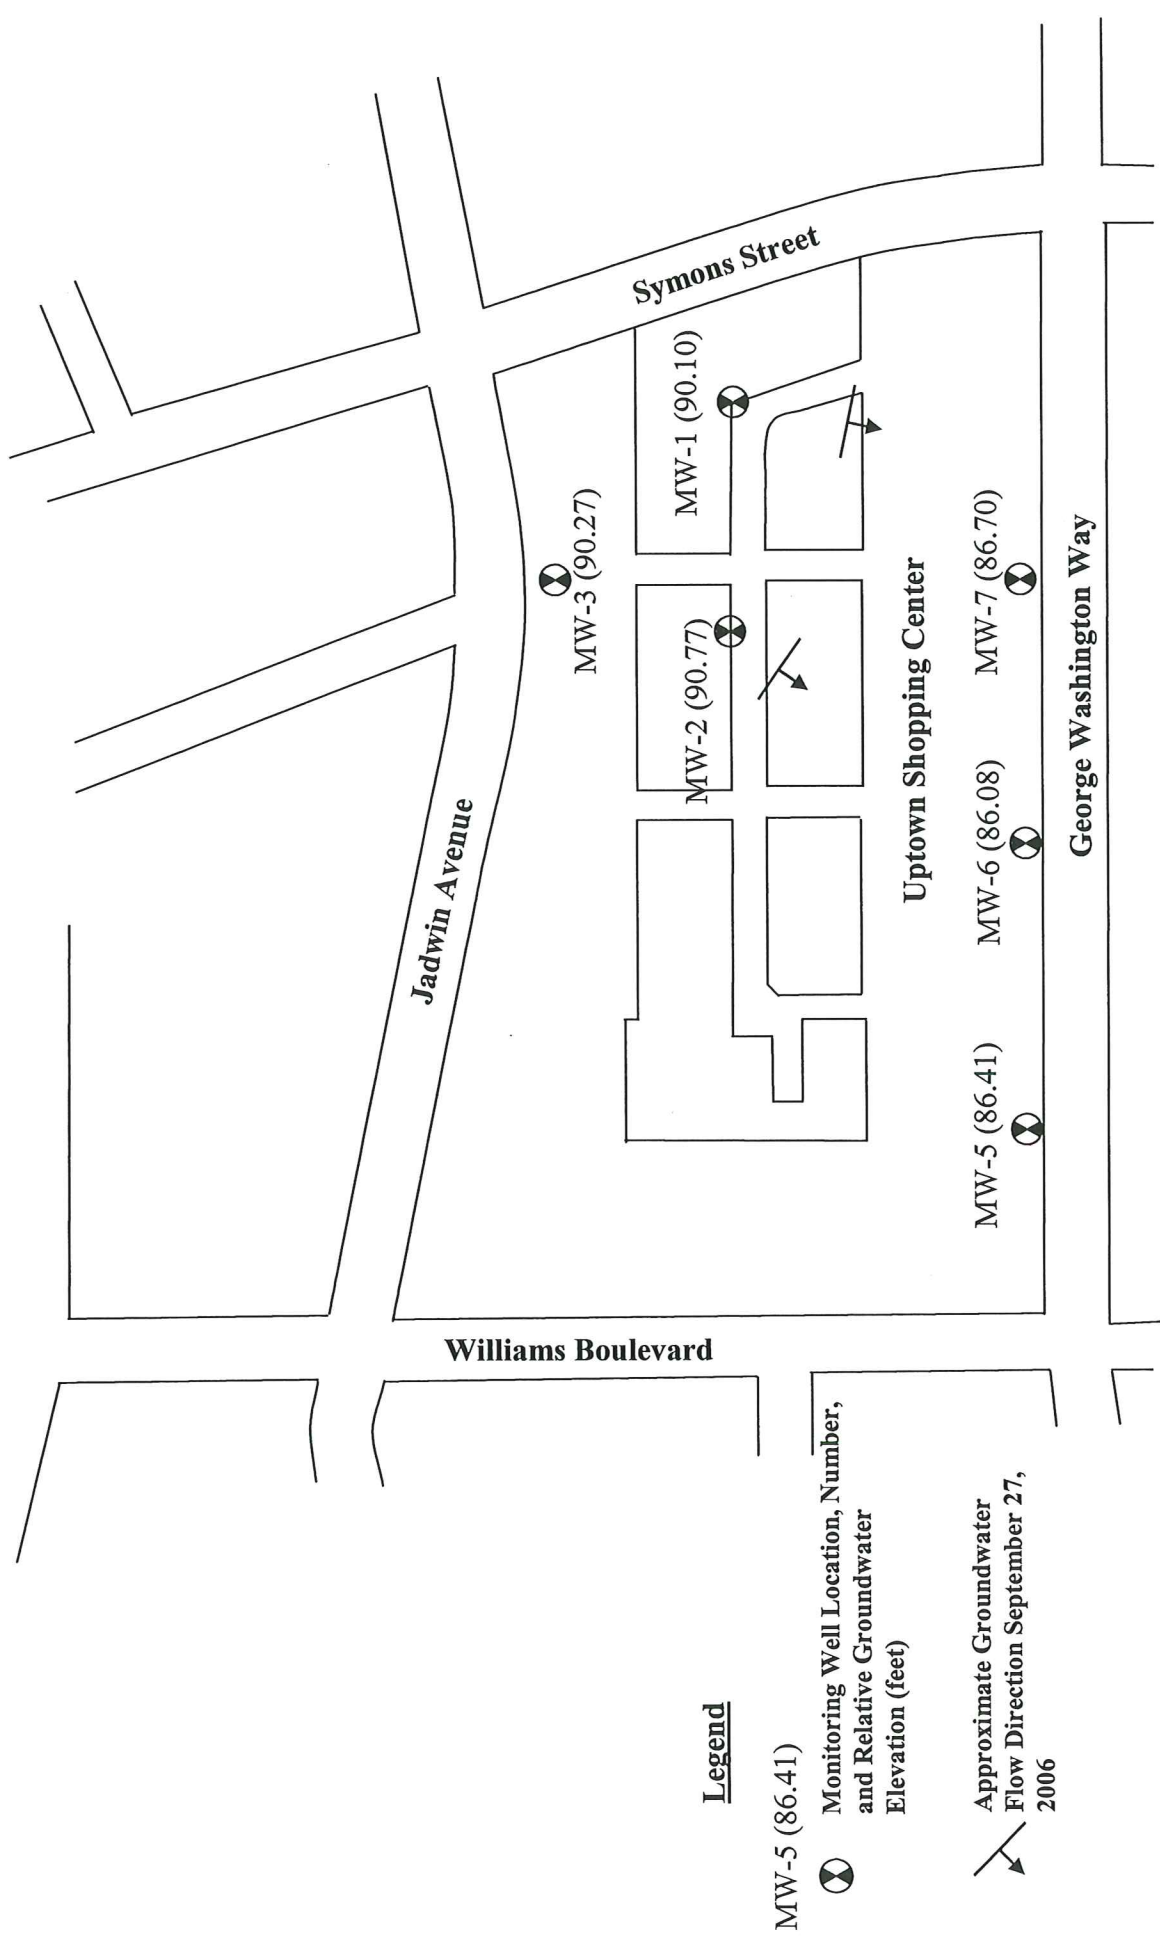 Symons Street
MW-1 (90.10)
MW-3 (90.27)
MW-2 (90.77)
MW-7 (86.70)
MW-6 (86.08)
MW-5 (86.41)
Uptown Shopping Center
George Washington Way
Jadwin Avenue
Williams Boulevard
Legend
MW-5 (86.41)
Monitoring Well Location, Number,
and Relative Groundwater
Elevation (feet)
Approximate Groundwater
Flow Direction September 27,
2006